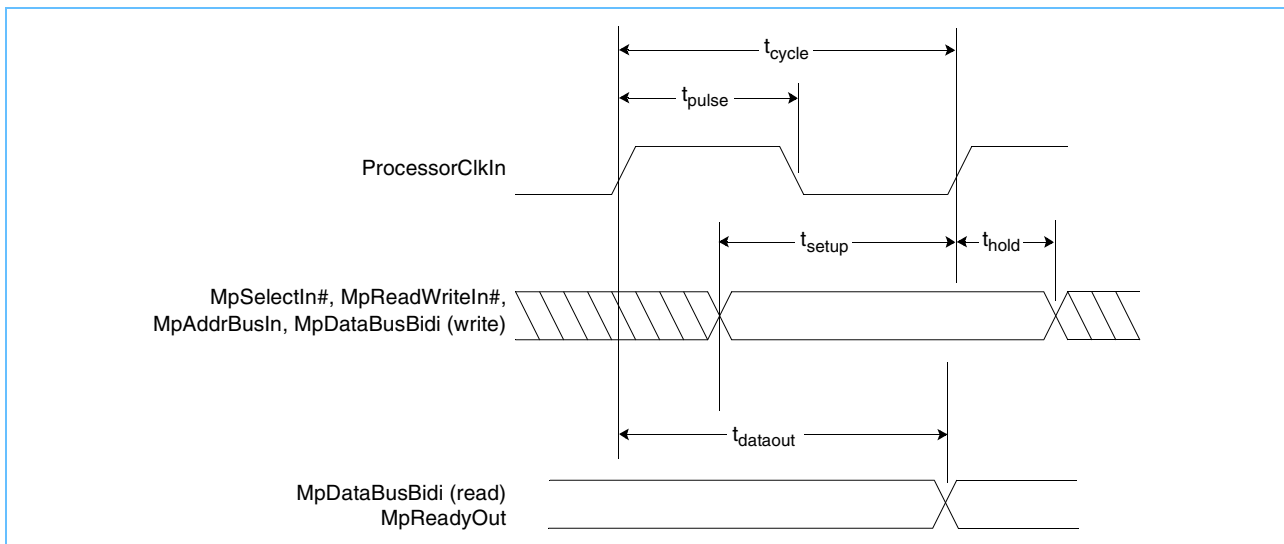 tcycle
tpulse
ProcessorClkIn
tsetup
thold
MpSelectIn#, MpReadWriteIn#,
MpAddrBusIn, MpDataBusBidi (write)
tdataout
MpDataBusBidi (read)
MpReadyOut